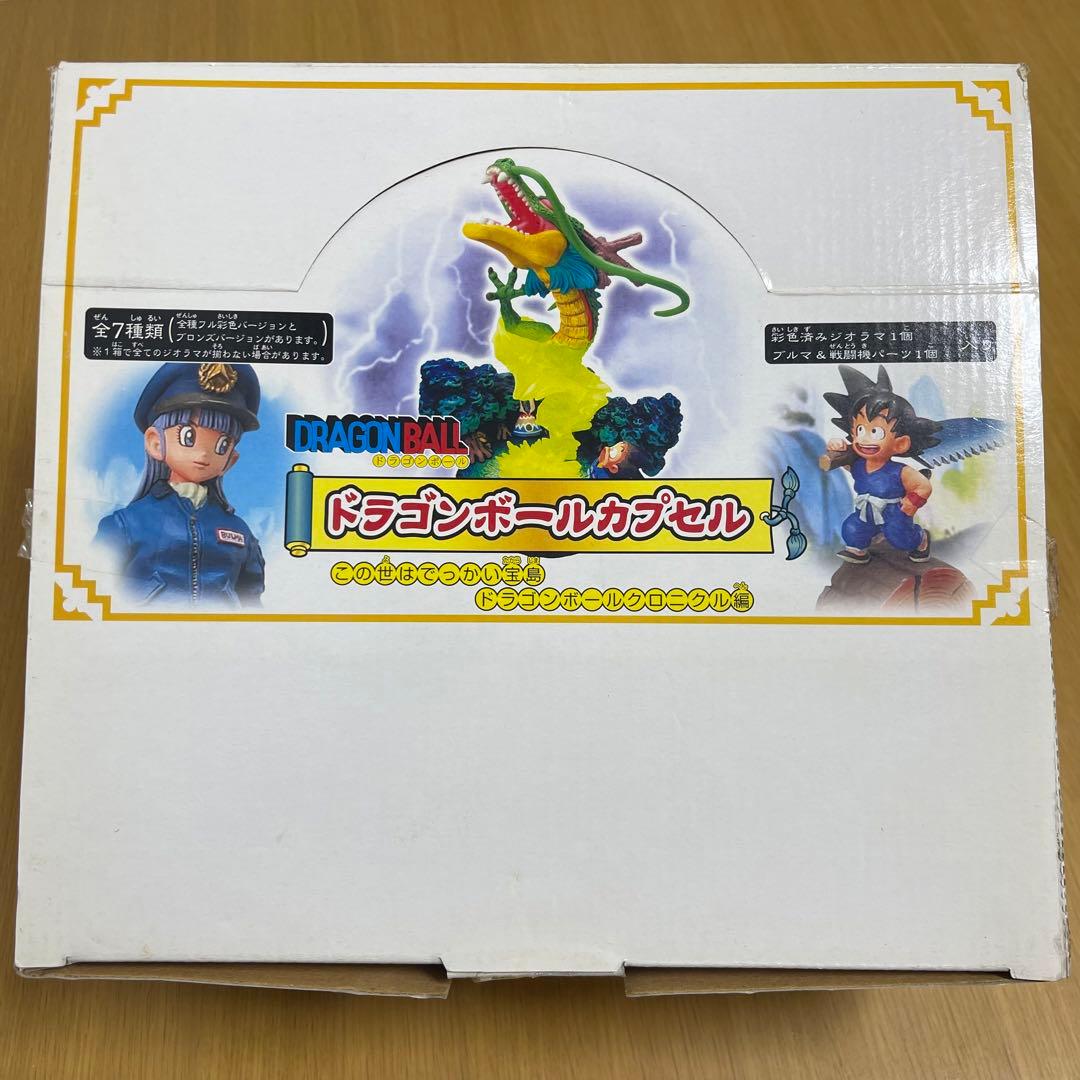 全7種類(全種フル彩色バージョンとブロンズバージョンがあります。)
※1箱で全てのジオラマが揃わない場合があります。
彩色済みジオラマ1個
ブルマ&戦闘機パーツ1個 入り
DRAGON BALL
ドラゴンボール
ドラゴンボールカプセル
この世はでっかい宝島
ドラゴンボールクロニクル編
BULMA